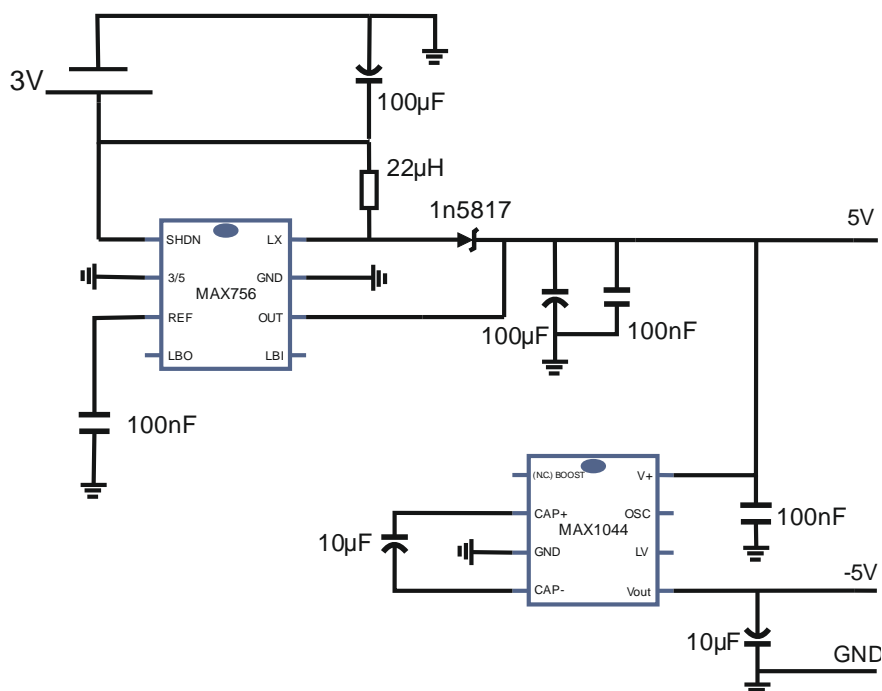 3V
100µF
22µH
1n5817
5V
SHDN
LX
3/5
GND
MAX756
REF
OUT
LBO
LBI
100µF
100nF
100nF
(N.C.) BOOST
V+
CAP+
OSC
MAX1044
100nF
10µF
GND
LV
CAP-
Vout
-5V
10µF
GND